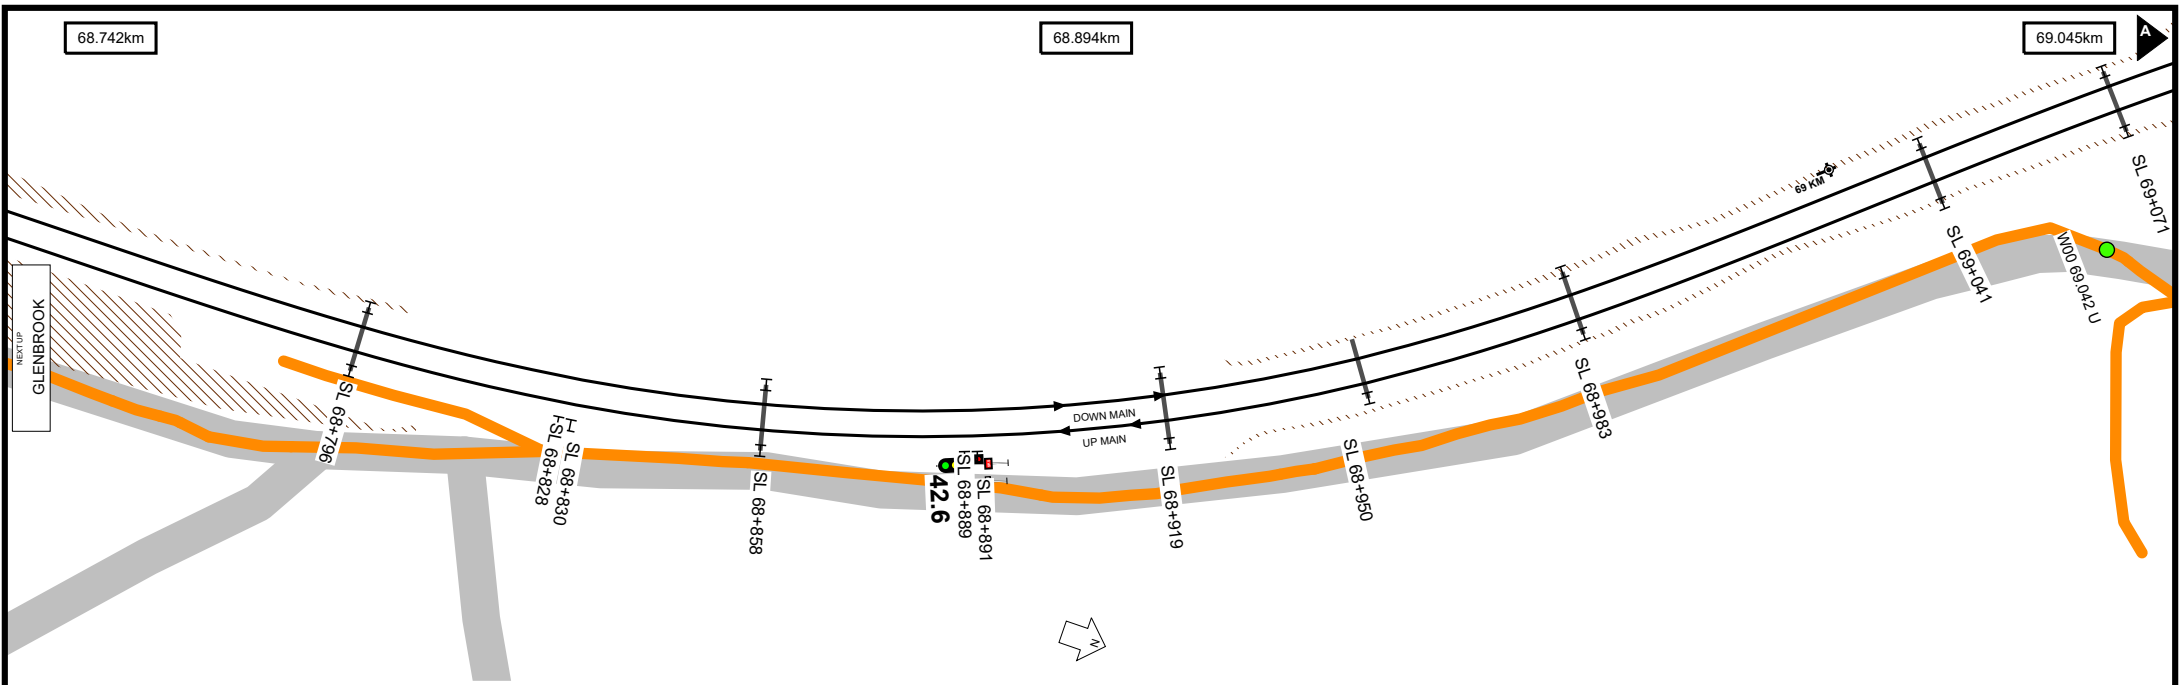 68.742km
68.894km
69.045km
A
69 KM
SL 69+071
NEXT UP
GLENBROOK
SL 69+041
W00 69.042 U
SL 68+796
SL 68+828
SL 68+830
SL 68+858
DOWN MAIN
UP MAIN
42.6
SL 68+889
SL 68+891
SL 68+919
SL 68+950
SL 68+983
N